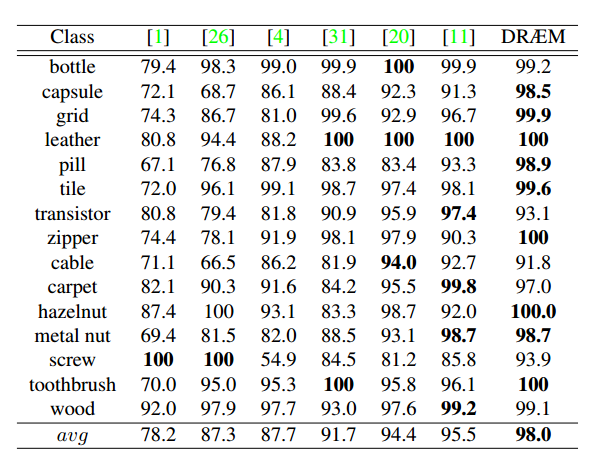 Class [1] [26] [4] [31] [20] [11] DRÆM
bottle 79.4 98.3 99.0 99.9 100 99.9 99.2
capsule 72.1 68.7 86.1 88.4 92.3 91.3 98.5
grid 74.3 86.7 81.0 99.6 92.9 96.7 99.9
leather 80.8 94.4 88.2 100 100 100 100
pill 67.1 76.8 87.9 83.8 83.4 93.3 98.9
tile 72.0 96.1 99.1 98.7 97.4 98.1 99.6
transistor 80.8 79.4 81.8 90.9 95.9 97.4 93.1
zipper 74.4 78.1 91.9 98.1 97.9 90.3 100
cable 71.1 66.5 86.2 81.9 94.0 92.7 91.8
carpet 82.1 90.3 91.6 84.2 95.5 99.8 97.0
hazelnut 87.4 100 93.1 83.3 98.7 92.0 100.0
metal nut 69.4 81.5 82.0 88.5 93.1 98.7 98.7
screw 100 100 54.9 84.5 81.2 85.8 93.9
toothbrush 70.0 95.0 95.3 100 95.8 96.1 100
wood 92.0 97.9 97.7 93.0 97.6 99.2 99.1
avg 78.2 87.3 87.7 91.7 94.4 95.5 98.0